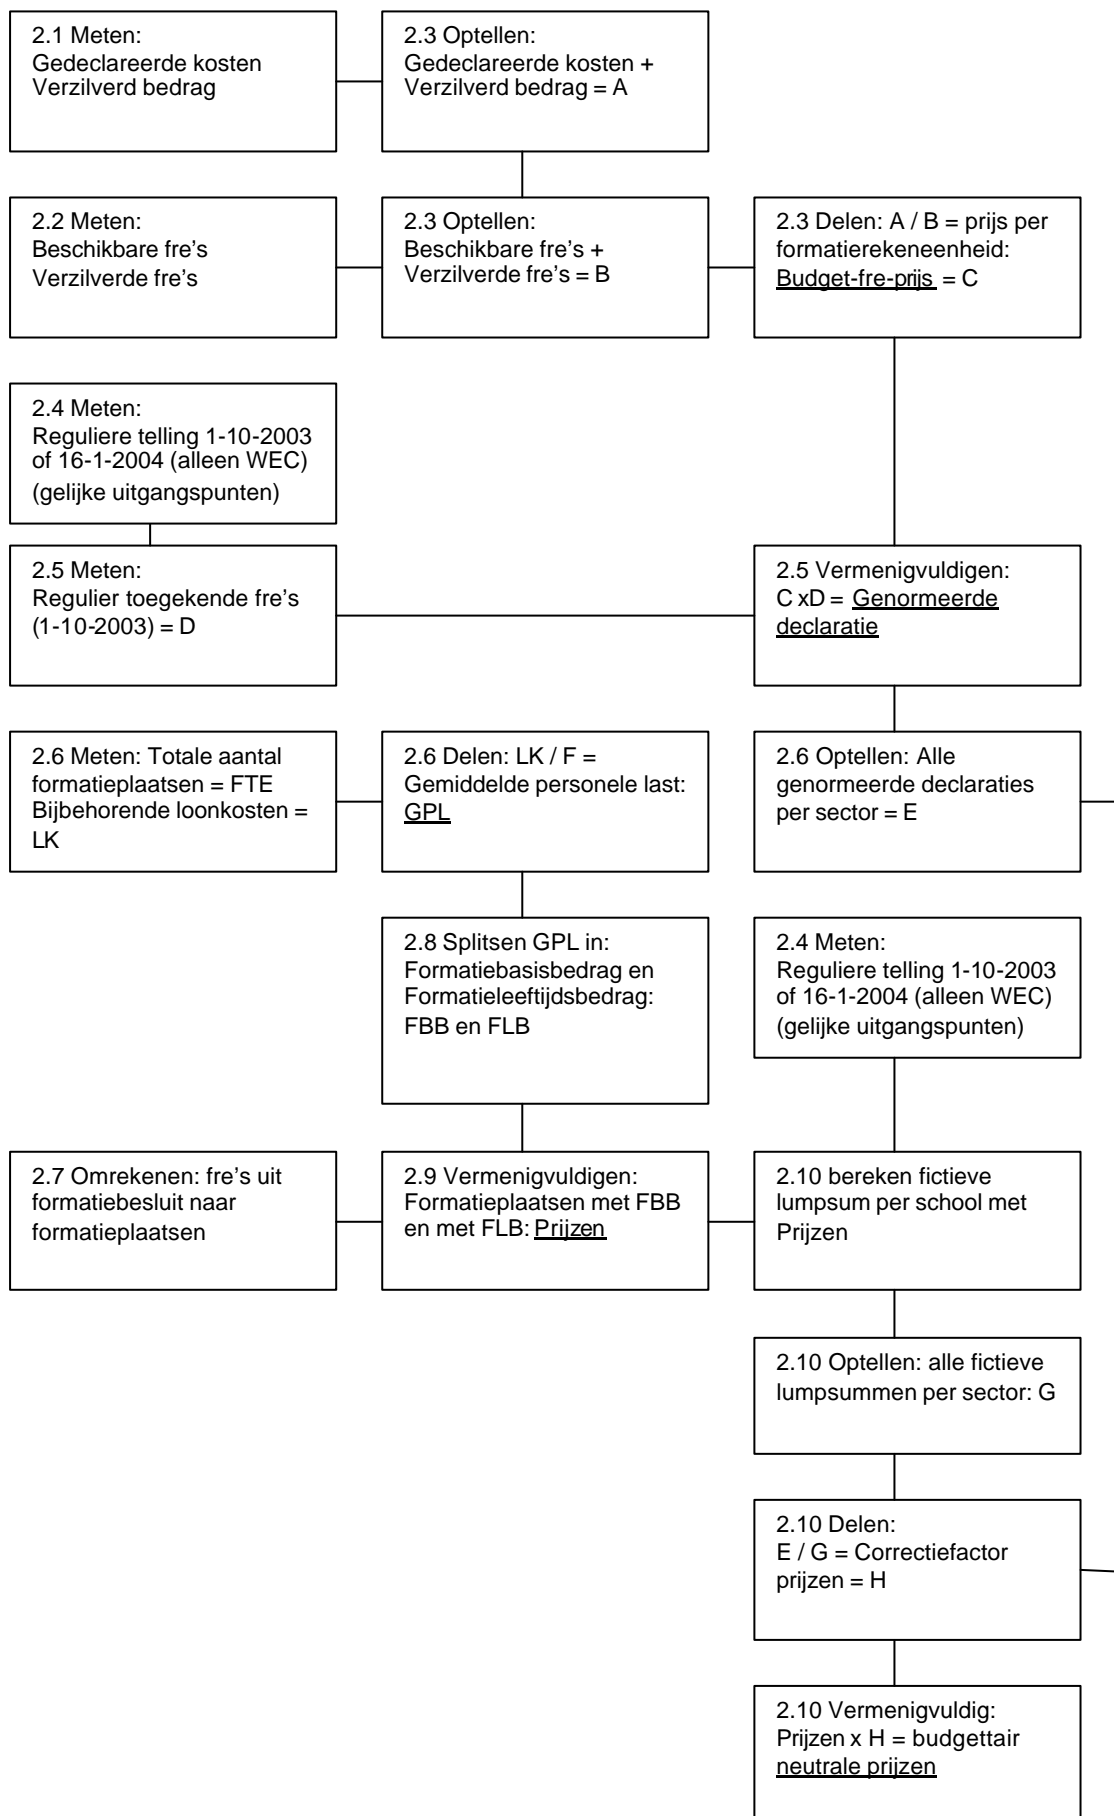 2.1 Meten:
Gedeclareerde kosten
Verzilverd bedrag
2.3 Optellen:
Gedeclareerde kosten +
Verzilverd bedrag = A
2.2 Meten:
Beschikbare fre's
Verzilverde fre's
2.3 Optellen:
Beschikbare fre's +
Verzilverde fre's = B
2.3 Delen: A / B = prijs per
formatierekeneenheid:
Budget-fre-prijs = C
2.4 Meten:
Reguliere telling 1-10-2003
of 16-1-2004 (alleen WEC)
(gelijke uitgangspunten)
2.5 Meten:
Regulier toegekende fre's
(1-10-2003) = D
2.5 Vermenigvuldigen:
C xD = Genormeerde
declaratie
2.6 Meten: Totale aantal
formatieplaatsen = FTE
Bijbehorende loonkosten =
LK
2.6 Delen: LK / F =
Gemiddelde personele last:
GPL
2.6 Optellen: Alle
genormeerde declaraties
per sector = E
2.8 Splitsen GPL in:
Formatiebasisbedrag en
Formatieleeftijdsbedrag:
FBB en FLB
2.4 Meten:
Reguliere telling 1-10-2003
of 16-1-2004 (alleen WEC)
(gelijke uitgangspunten)
2.7 Omrekenen: fre's uit
formatiebesluit naar
formatieplaatsen
2.9 Vermenigvuldigen:
Formatieplaatsen met FBB
en met FLB: Prijzen
2.10 bereken fictieve
lumpsum per school met
Prijzen
2.10 Optellen: alle fictieve
lumpsummen per sector: G
2.10 Delen:
E / G = Correctiefactor
prijzen = H
2.10 Vermenigvuldig:
Prijzen x H = budgettair
neutrale prijzen